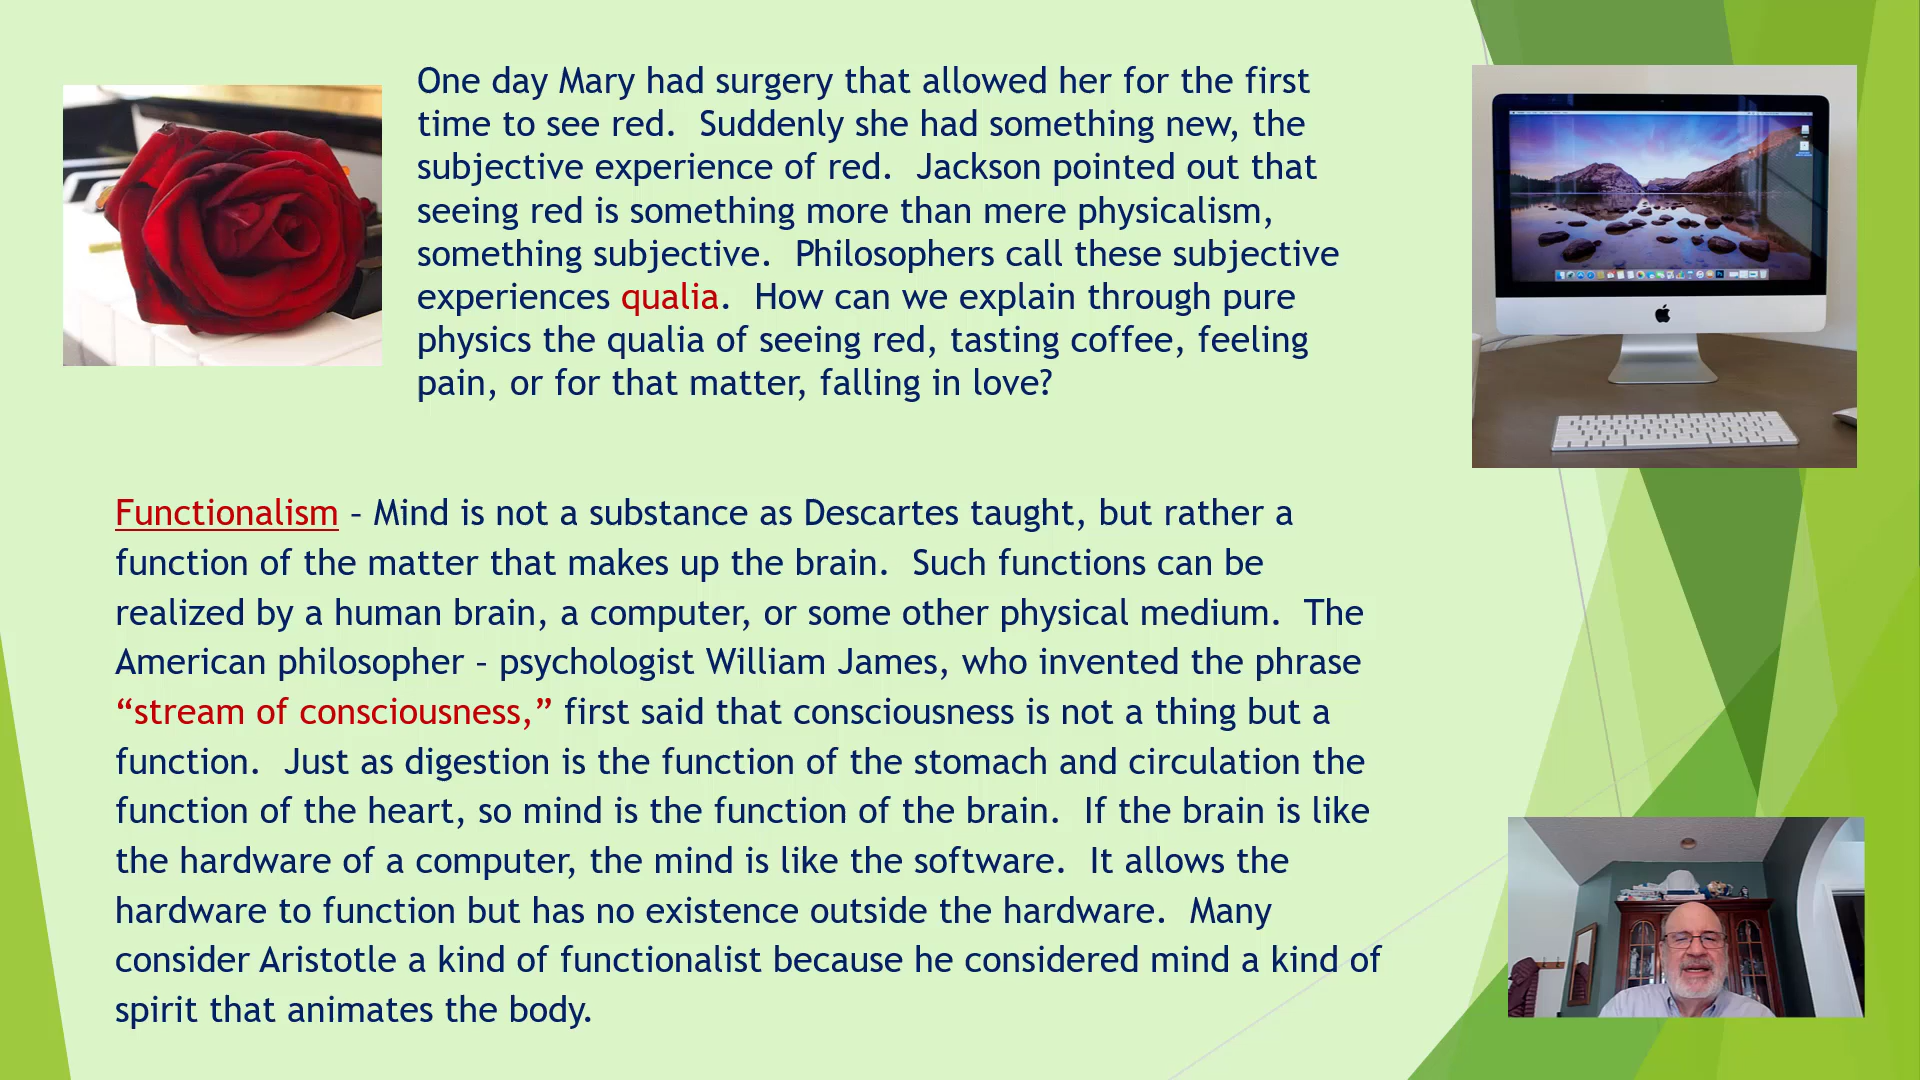 One day Mary had surgery that allowed her for the first
time to see red.  Suddenly she had something new, the
subjective experience of red.  Jackson pointed out that
seeing red is something more than mere physicalism,
something subjective.  Philosophers call these subjective
experiences qualia.  How can we explain through pure
physics the qualia of seeing red, tasting coffee, feeling
pain, or for that matter, falling in love?
Functionalism – Mind is not a substance as Descartes taught, but rather a
function of the matter that makes up the brain.  Such functions can be
realized by a human brain, a computer, or some other physical medium.  The
American philosopher – psychologist William James, who invented the phrase
“stream of consciousness,” first said that consciousness is not a thing but a
function.  Just as digestion is the function of the stomach and circulation the
function of the heart, so mind is the function of the brain.  If the brain is like
the hardware of a computer, the mind is like the software.  It allows the
hardware to function but has no existence outside the hardware.  Many
consider Aristotle a kind of functionalist because he considered mind a kind of
spirit that animates the body.